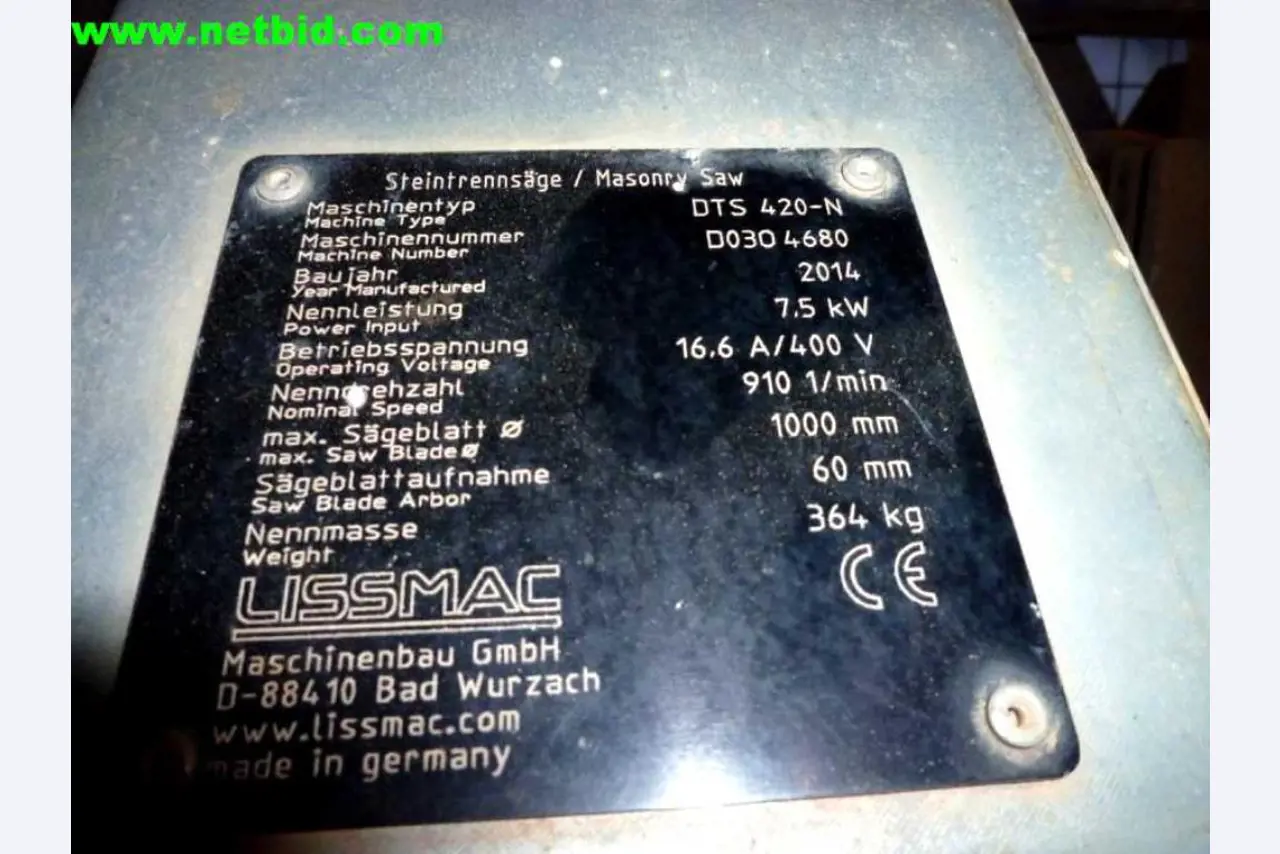 www.netbid.com
Steintrennsäge / Masonry Saw
Maschinentyp DTS 420-N
Machine Type
Maschinennummer D0304680
Machine Number
Baujahr 2014
Year Manufactured
Nennleistung 7.5 kW
Power Input
Betriebsspannung 16.6 A/400 V
Operating Voltage
Nenndrehzahl 910 1/min
Nominal Speed
max. Sägeblatt Ø 1000 mm
max. Saw Blade Ø
Sägeblattaufnahme 60 mm
Saw Blade Arbor
Nennmasse 364 kg
Weight
CE
LISSMAC
Maschinenbau GmbH
D-88410 Bad Wurzach
www.lissmac.com
made in germany